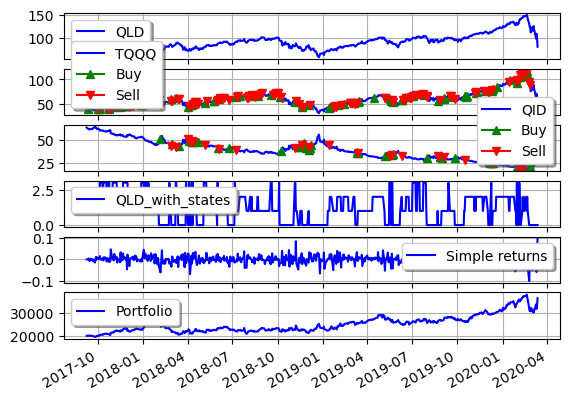 150
100
QLD
TQQQ
Buy
Sell
100
50
QID
Buy
Sell
50
25
2.5
0.0
QLD_with_states
0.1
0.0
−0.1
Simple returns
30000
20000
Portfolio
2017-10
2018-01
2018-04
2018-07
2018-10
2019-01
2019-04
2019-07
2019-10
2020-01
2020-04